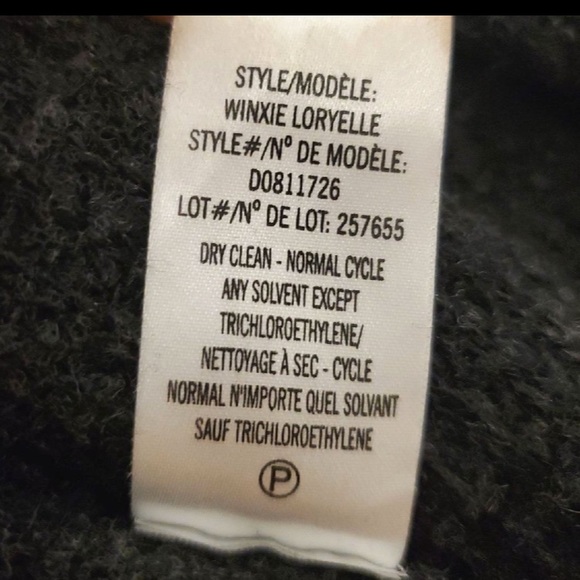 STYLE/MODÈLE:
WINXIE LORYELLE
STYLE#/Nº DE MODÈLE:
D0811726
LOT#/Nº DE LOT: 257655
DRY CLEAN - NORMAL CYCLE
ANY SOLVENT EXCEPT
TRICHLOROETHYLENE/
NETTOYAGE À SEC - CYCLE
NORMAL N'IMPORTE QUEL SOLVANT
SAUF TRICHLOROETHYLENE
P